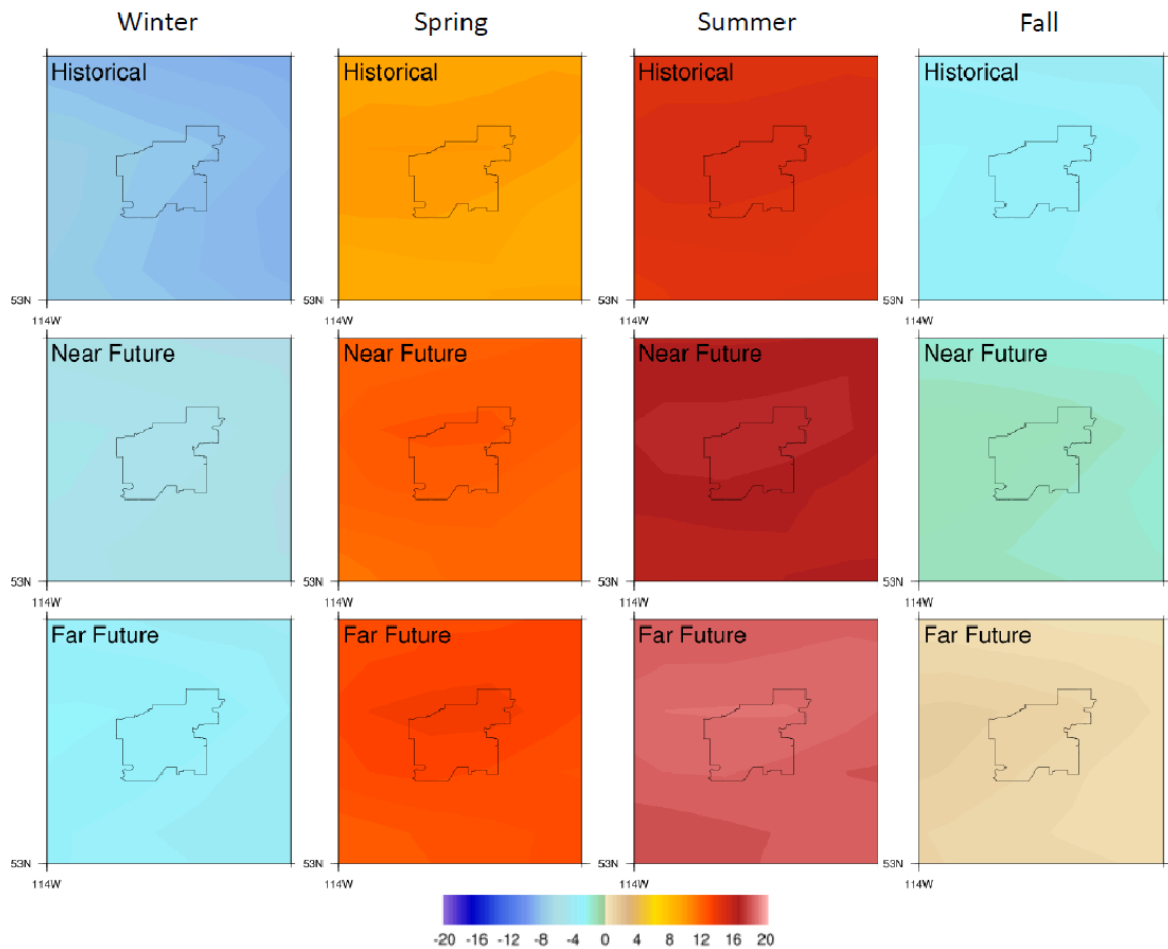 Winter Spring Summer Fall
Historical Historical Historical Historical
53N 53N 53N 53N
114W 114W 114W 114W
Near Future Near Future Near Future Near Future
53N 53N 53N 53N
114W 114W 114W 114W
Far Future Far Future Far Future Far Future
53N 53N 53N 53N
114W 114W 114W 114W
-20 -16 -12 -8 -4 0 4 8 12 16 20